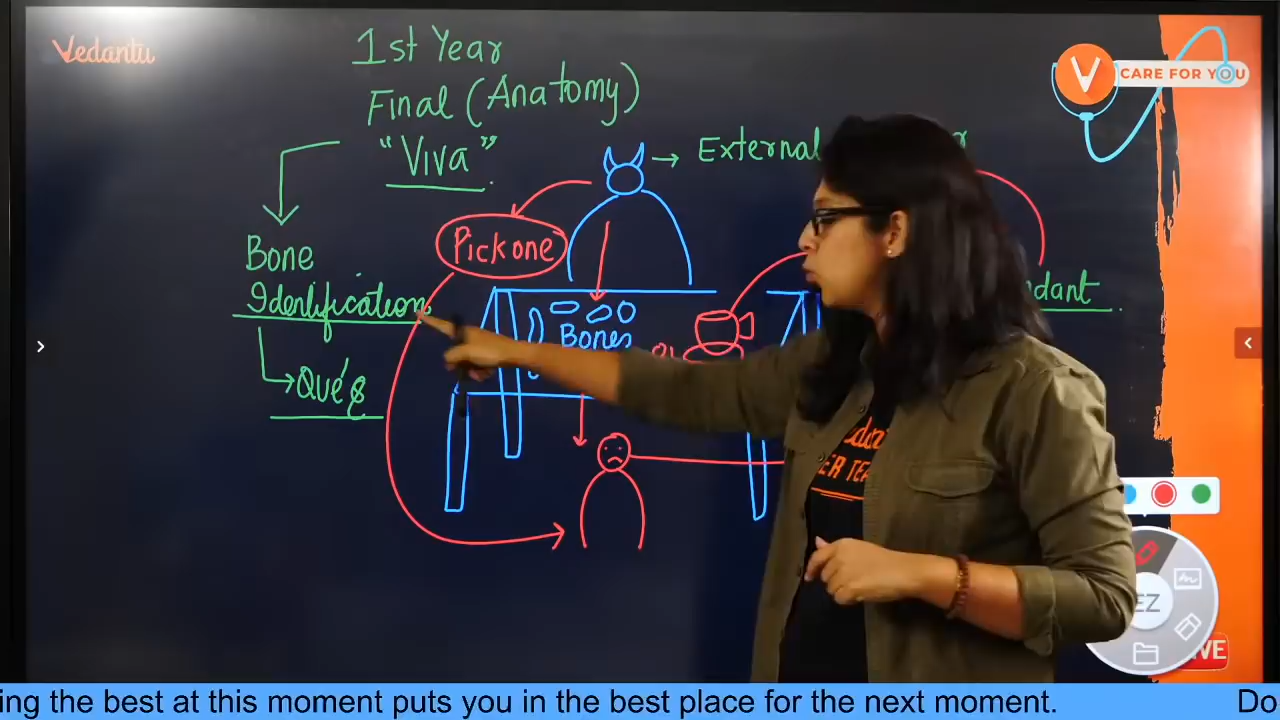 Vedantu
1st Year
Final (Anatomy)
"Viva"
External
V CARE FOR YOU
Bone
Identification
Pick one
Bones
dant
Que's
EZ
ing the best at this moment puts you in the best place for the next moment.
Do